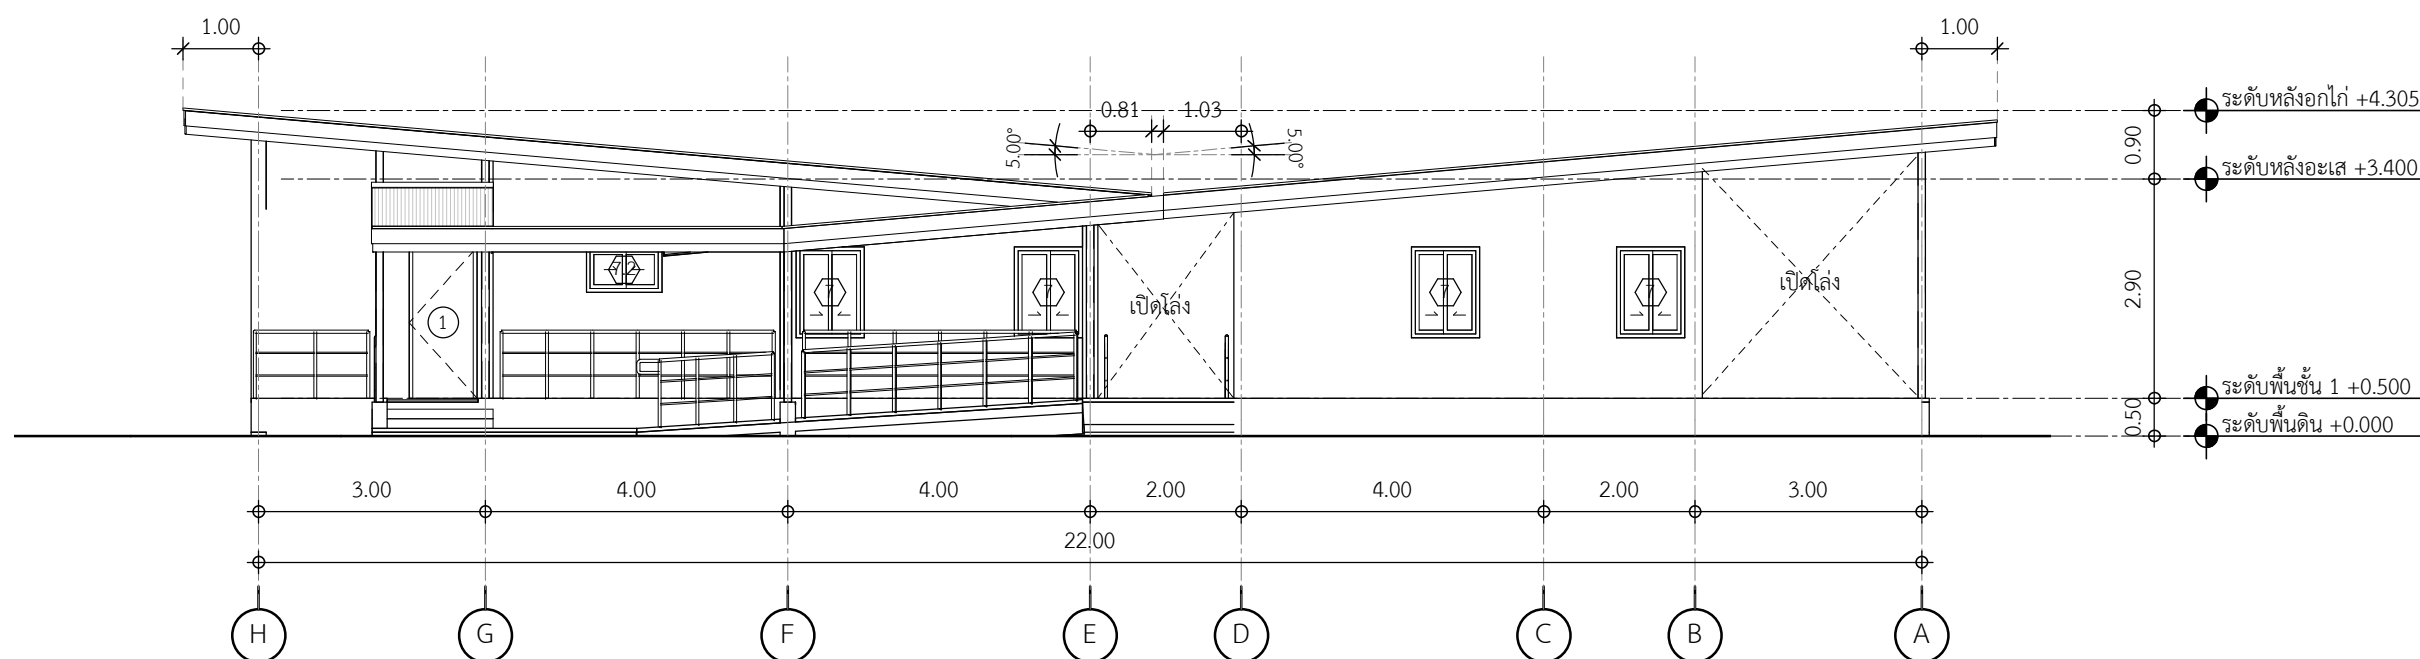 1.00
1.00
ระดับหลังอกไก่ +4.305
0.81
1.03
5.00°
5.00°
0.90
ระดับหลังอะเส +3.400
7.2
7
7
7
7
เปิดโล่ง
เปิดโล่ง
1
2.90
ระดับพื้นชั้น 1 +0.500
0.50
ระดับพื้นดิน +0.000
3.00
4.00
4.00
2.00
4.00
2.00
3.00
22.00
H
G
F
E
D
C
B
A